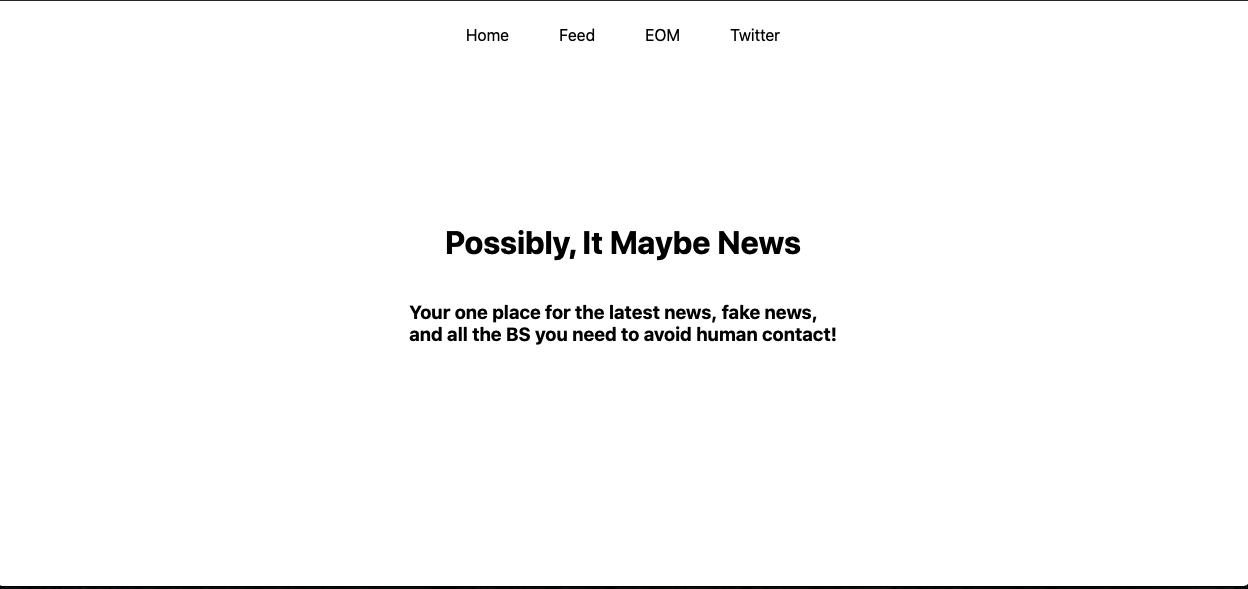 Home Feed EOM Twitter
Possibly, It Maybe News
Your one place for the latest news, fake news,
and all the BS you need to avoid human contact!